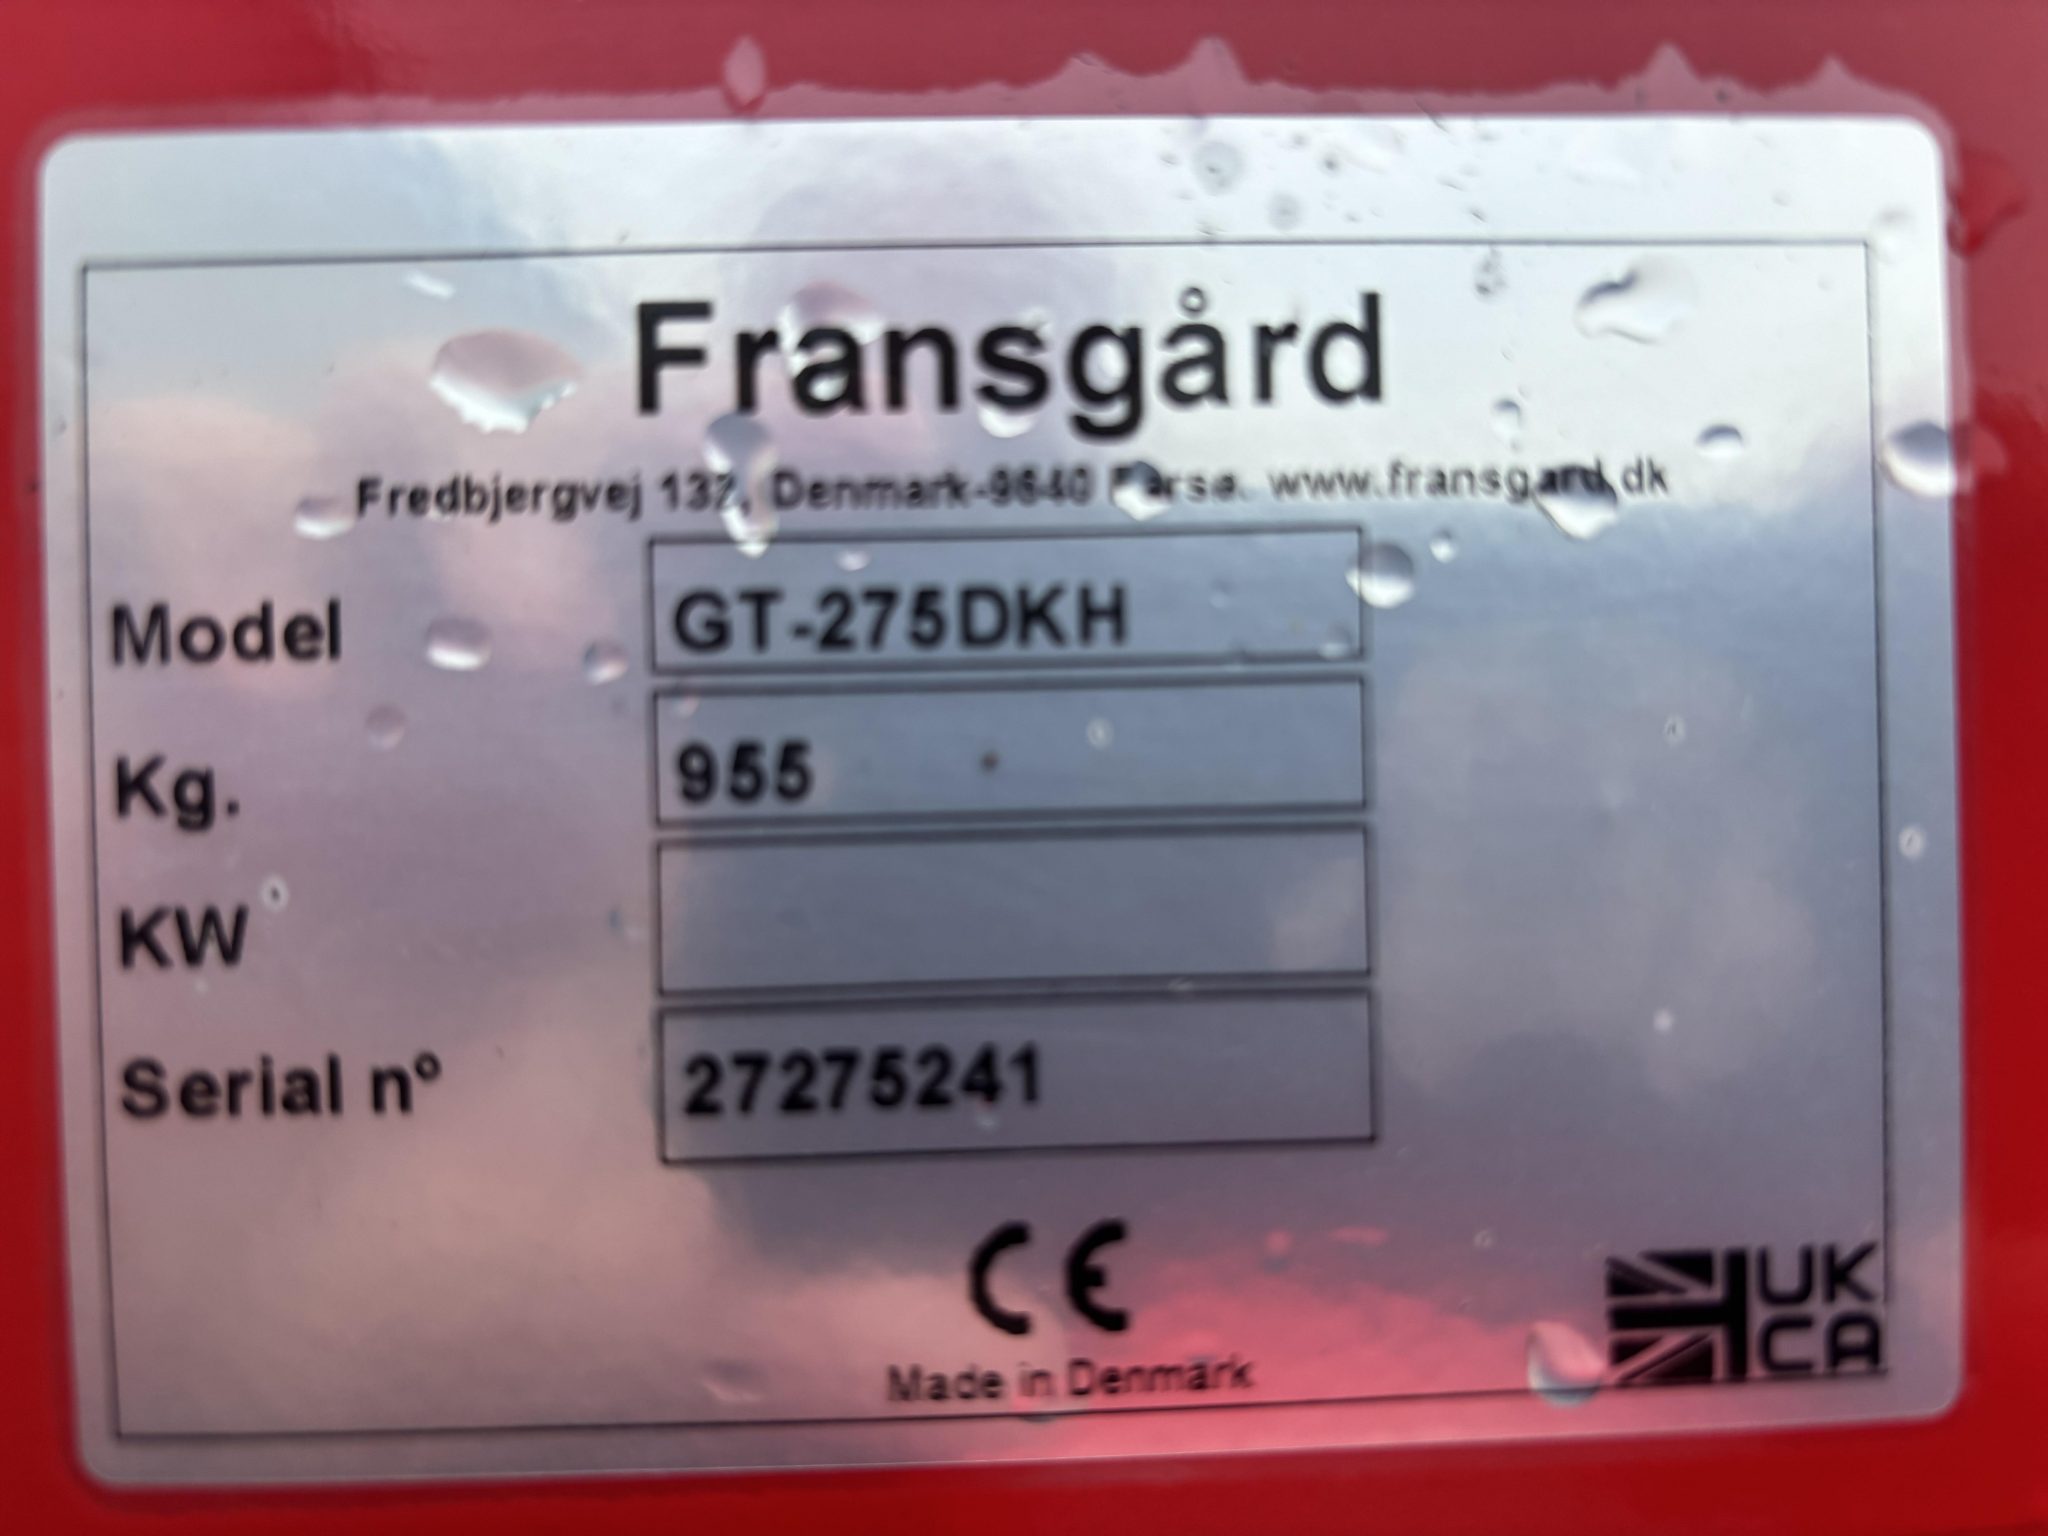 Fransgård
Fredbjergvej 132, Denmark-9640 Farsø. www.fransgard.dk
Model GT-275DKH
Kg. 955
KW
Serial nº 27275241
CE
UK
CA
Made in Denmark